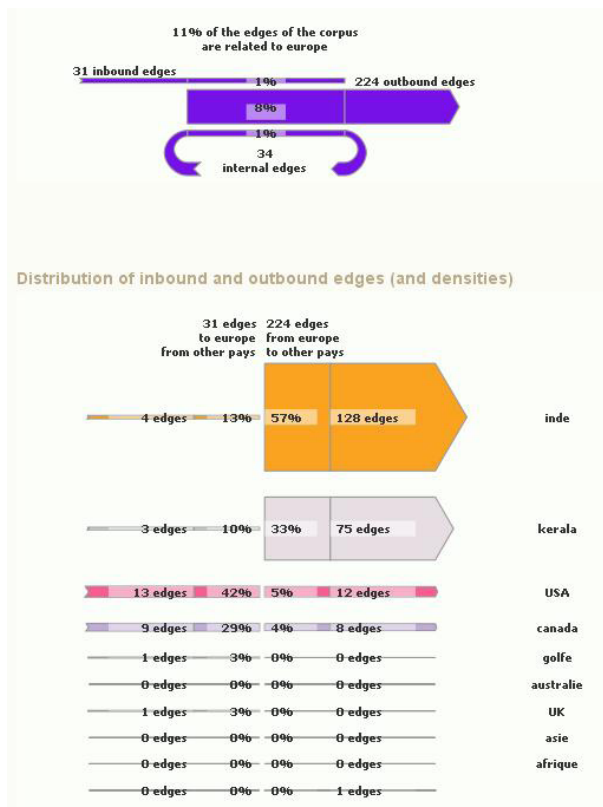 11% of the edges of the corpus
are related to europe
31 inbound edges 1% 224 outbound edges
8%
1%
34
internal edges
Distribution of inbound and outbound edges (and densities)
31 edges 224 edges
to europe from europe
from other pays to other pays
4 edges 13% 57% 128 edges inde
3 edges 10% 33% 75 edges kerala
13 edges 42% 5% 12 edges USA
9 edges 29% 4% 8 edges canada
1 edges 3% 0% 0 edges golfe
0 edges 0% 0% 0 edges australie
1 edges 3% 0% 0 edges UK
0 edges 0% 0% 0 edges asie
0 edges 0% 0% 0 edges afrique
0 edges 0% 0% 1 edges